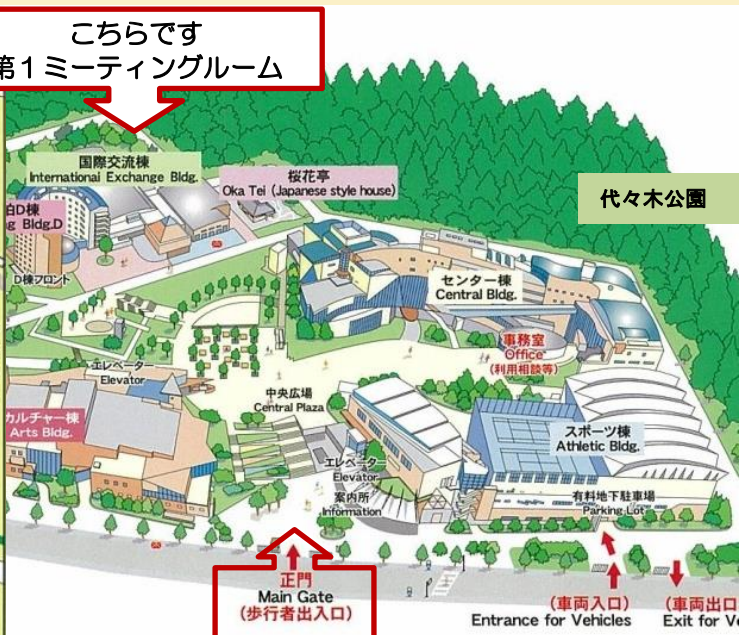 こちらです
第1ミーティングルーム
国際交流棟
International Exchange Bldg.
桜花亭
Oka Tei (Japanese style house)
代々木公園
泊D棟
g Bldg.D
D棟フロント
センター棟
Central Bldg.
事務室
Office
(利用相談等)
エレベーター
Elevator
中央広場
Central Plaza
カルチャー棟
Arts Bldg.
スポーツ棟
Athletic Bldg.
エレベーター
Elevator
案内所
Information
有料地下駐車場
Parking Lot
正門
Main Gate
(歩行者出入口)
(車両入口)
Entrance for Vehicles
(車両出口
Exit for Ve